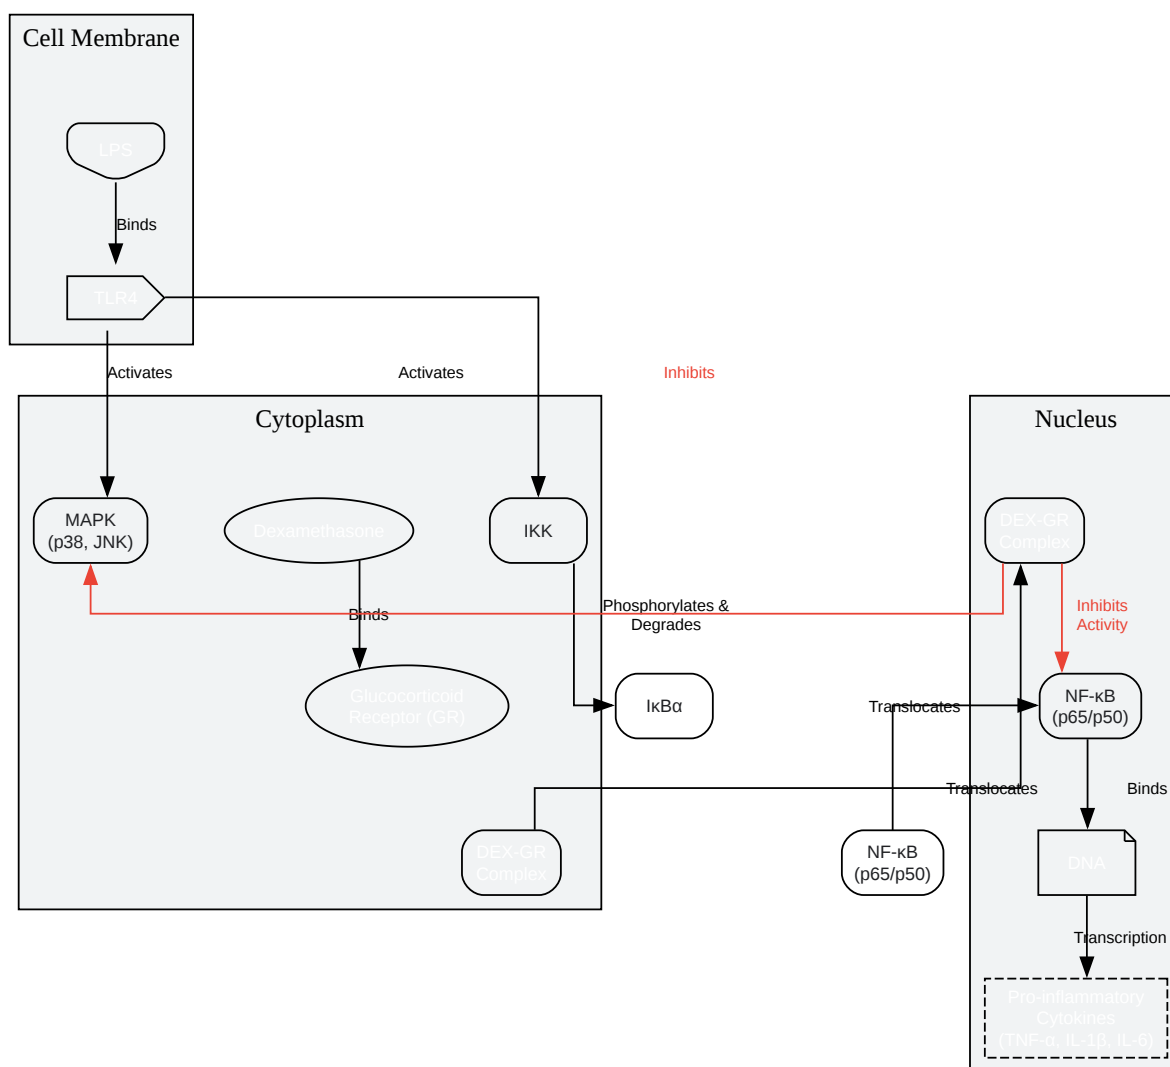 Cell Membrane
LPS
Binds
TLR4
Activates
Activates
Inhibits
Cytoplasm
Nucleus
MAPK
(p38, JNK)
Dexamethasone
IKK
DEX-GR
Complex
Binds
Phosphorylates &
Degrades
Inhibits
Activity
Glucocorticoid
Receptor (GR)
IκBα
Translocates
NF-κB
(p65/p50)
Translocates
Binds
DEX-GR
Complex
NF-κB
(p65/p50)
DNA
Transcription
Pro-inflammatory
Cytokines
(TNF-α, IL-1β, IL-6)